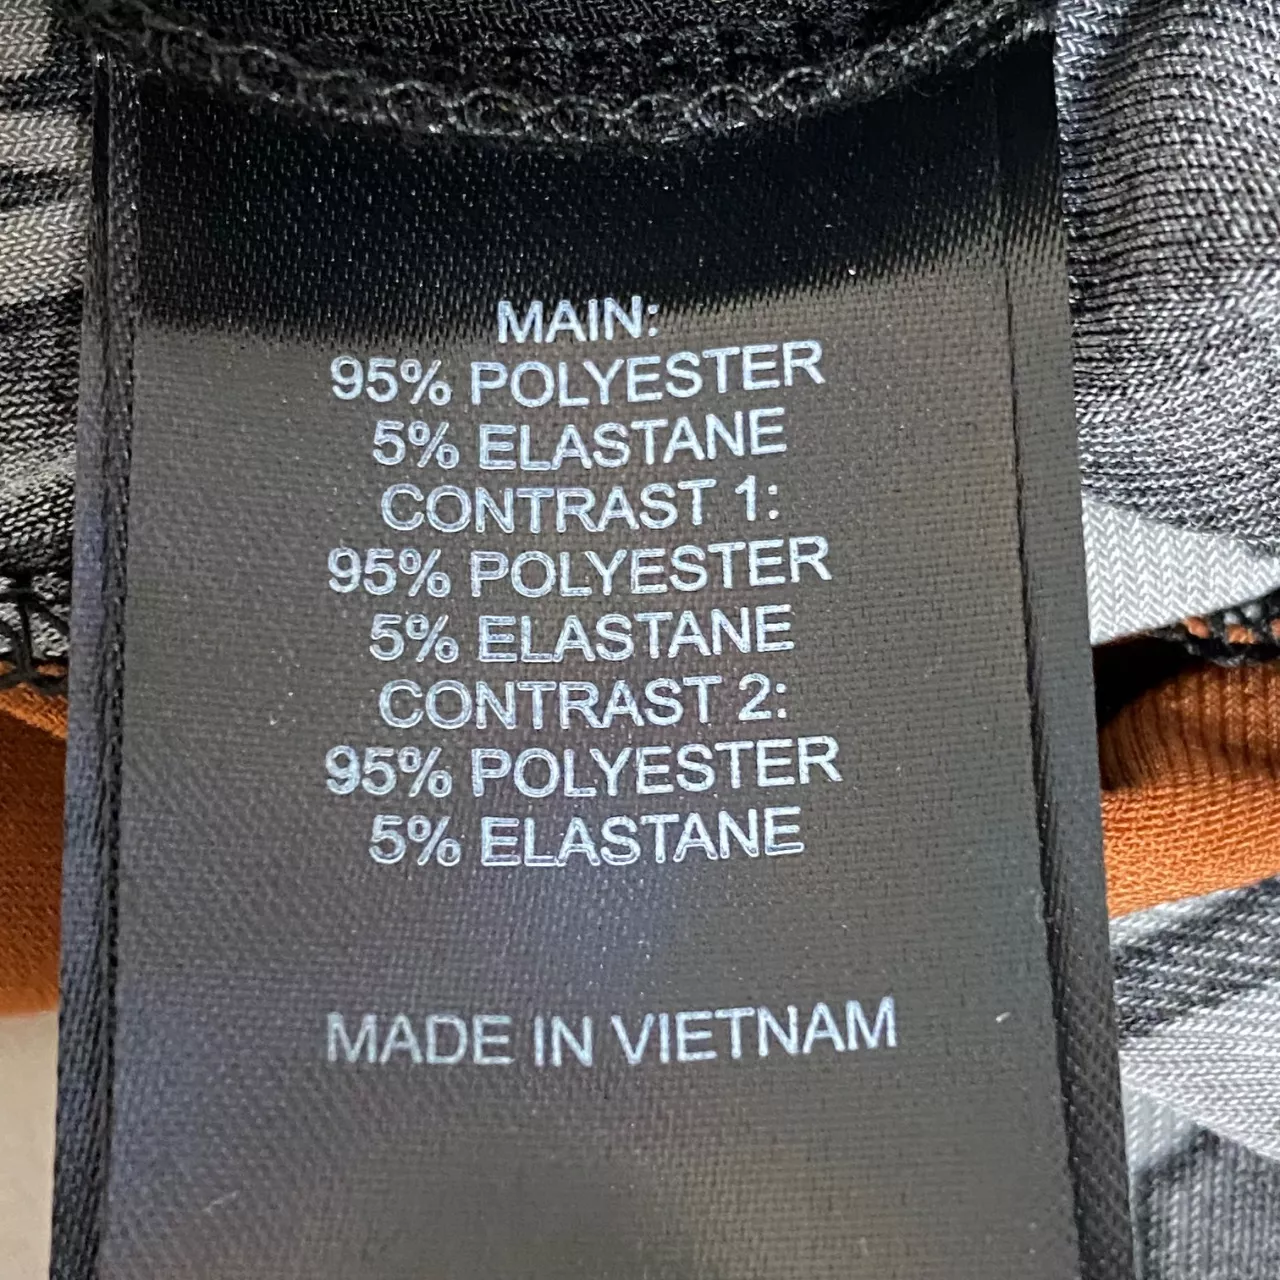 MAIN:
95% POLYESTER
5% ELASTANE
CONTRAST 1:
95% POLYESTER
5% ELASTANE
CONTRAST 2:
95% POLYESTER
5% ELASTANE
MADE IN VIETNAM